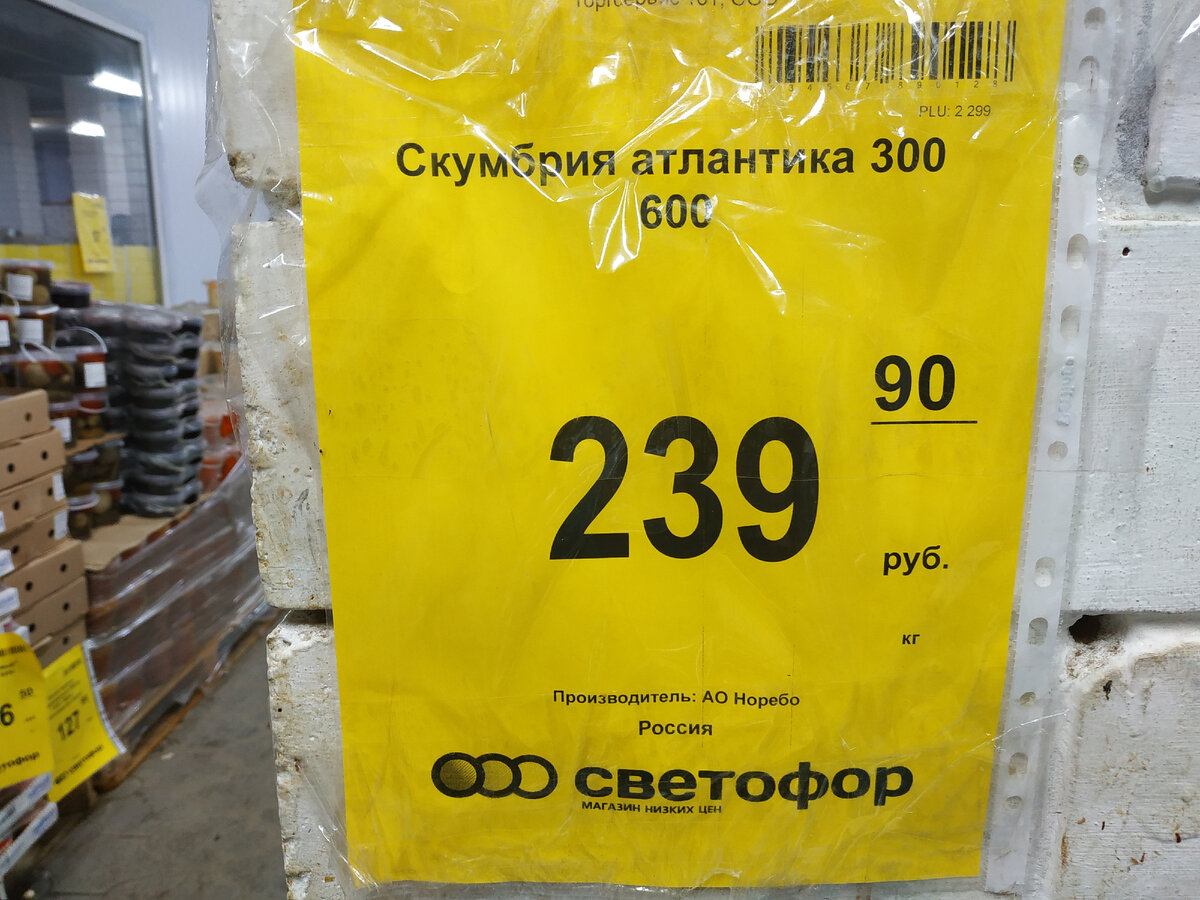 PLU: 2 299
Скумбрия атлантика 300
600
239
90
руб.
кг
Производитель: АО Норебо
Россия
светофор
МАГАЗИН НИЗКИХ ЦЕН
127